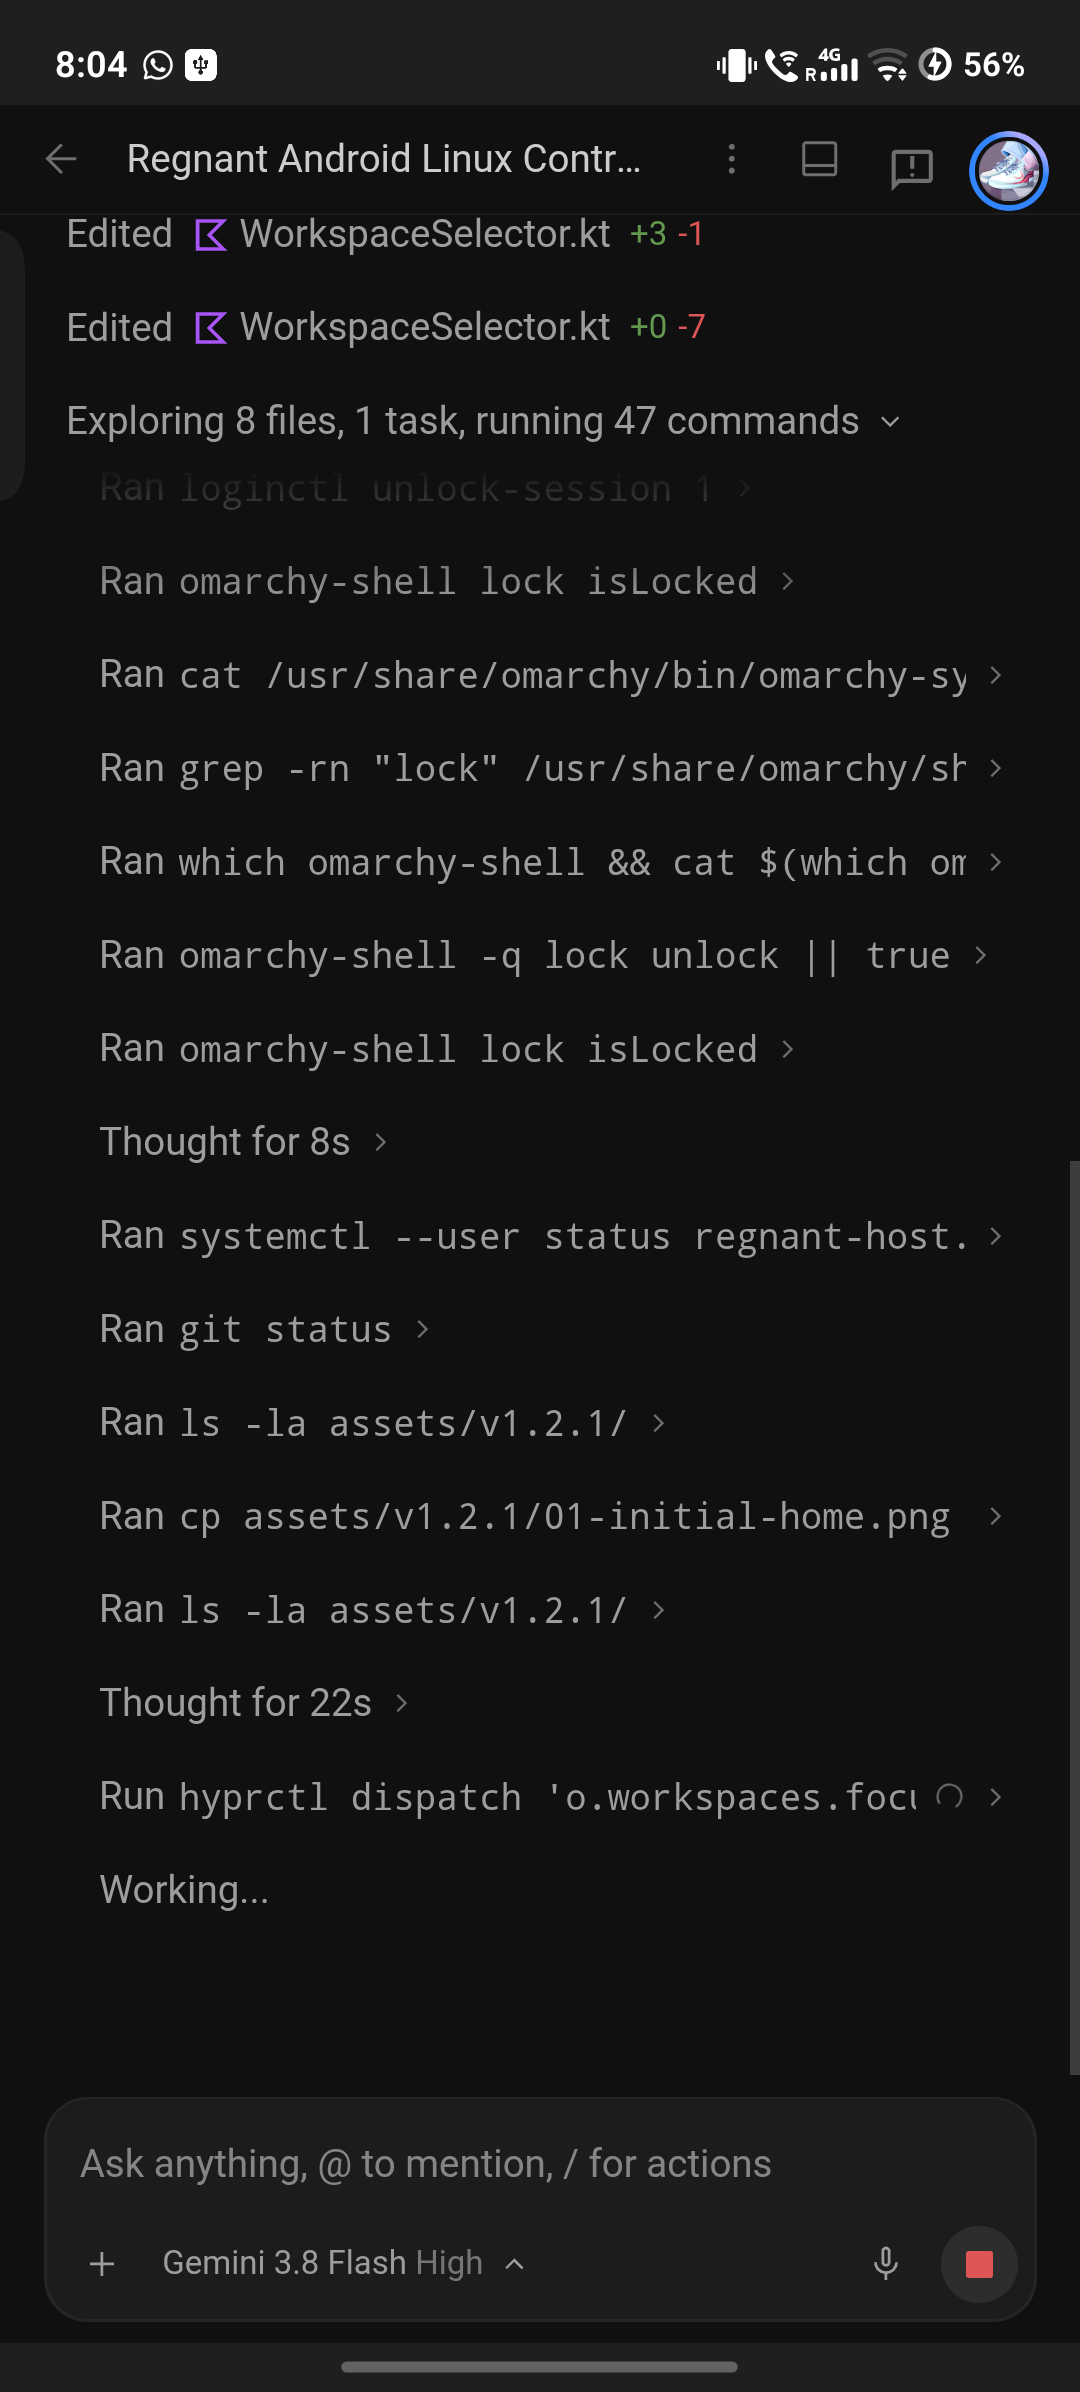 8:04
4G
R
56%
Regnant Android Linux Contr...
Edited WorkspaceSelector.kt +3 -1
Edited WorkspaceSelector.kt +0 -7
Exploring 8 files, 1 task, running 47 commands
Ran loginctl unlock-session 1
Ran omarchy-shell lock isLocked
Ran cat /usr/share/omarchy/bin/omarchy-sy
Ran grep -rn "lock" /usr/share/omarchy/sh
Ran which omarchy-shell && cat $(which om
Ran omarchy-shell -q lock unlock || true
Ran omarchy-shell lock isLocked
Thought for 8s
Ran systemctl --user status regnant-host.
Ran git status
Ran ls -la assets/v1.2.1/
Ran cp assets/v1.2.1/01-initial-home.png
Ran ls -la assets/v1.2.1/
Thought for 22s
Run hyprctl dispatch 'o.workspaces.focu
Working...
Ask anything, @ to mention, / for actions
Gemini 3.8 Flash High